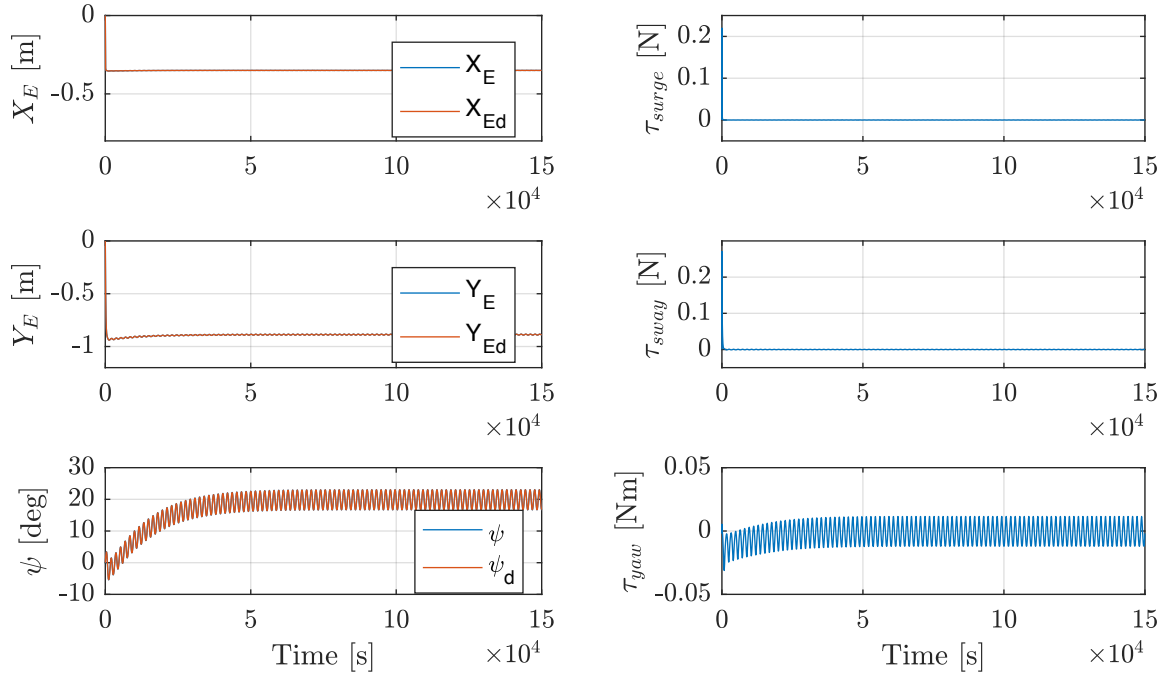 0
-0.5
X_E [m]
X_E
X_Ed
0 5 10 15
×10^4
0.2
0.1
0
τ_surge [N]
0 5 10 15
×10^4
0
-0.5
-1
Y_E [m]
Y_E
Y_Ed
0 5 10 15
×10^4
0.2
0.1
0
τ_sway [N]
0 5 10 15
×10^4
30
20
10
0
-10
ψ [deg]
ψ
ψ_d
0 5 10 15
Time [s] ×10^4
0.05
0
-0.05
τ_yaw [Nm]
0 5 10 15
Time [s] ×10^4